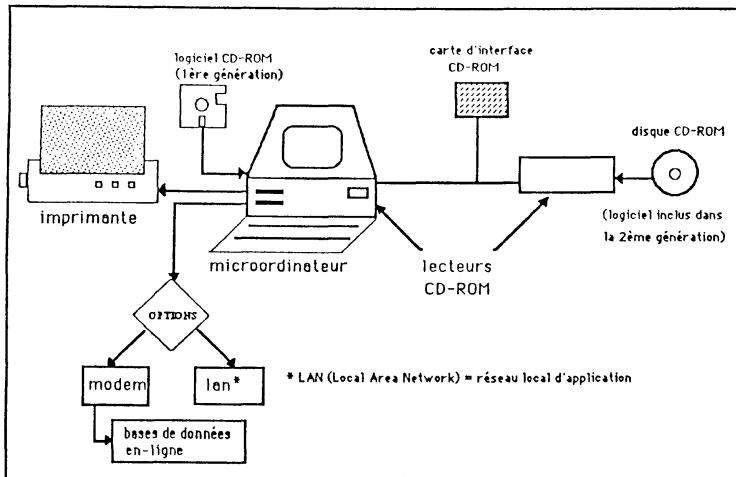 logiciel CD-ROM
(1ère génération)
carte d'interface
CD-ROM
disque CD-ROM
imprimante
(logiciel inclus dans
la 2ème génération)
microordinateur
lecteurs
CD-ROM
OPTIONS
modem
lan*
* LAN (Local Area Network) = réseau local d'application
bases de données
en-ligne